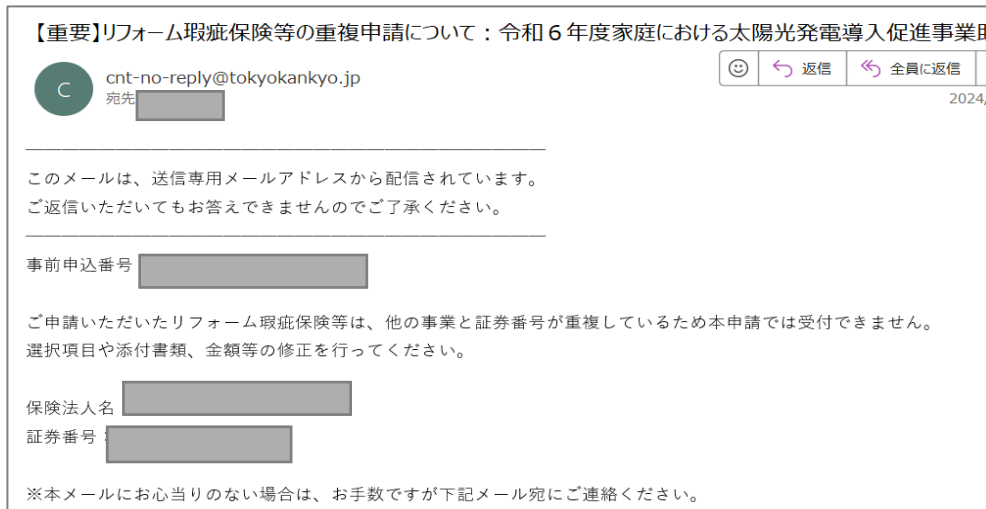 【重要】リフォーム瑕疵保険等の重複申請について：令和６年度家庭における太陽光発電導入促進事業
C
cnt-no-reply@tokyokankyo.jp
宛先
返信
全員に返信
2024/
このメールは、送信専用メールアドレスから配信されています。
ご返信いただいてもお答えできませんのでご了承ください。
事前申込番号
ご申請いただいたリフォーム瑕疵保険等は、他の事業と証券番号が重複しているため本申請では受付できません。
選択項目や添付書類、金額等の修正を行ってください。
保険法人名
証券番号：
※本メールにお心当りのない場合は、お手数ですが下記メール宛にご連絡ください。